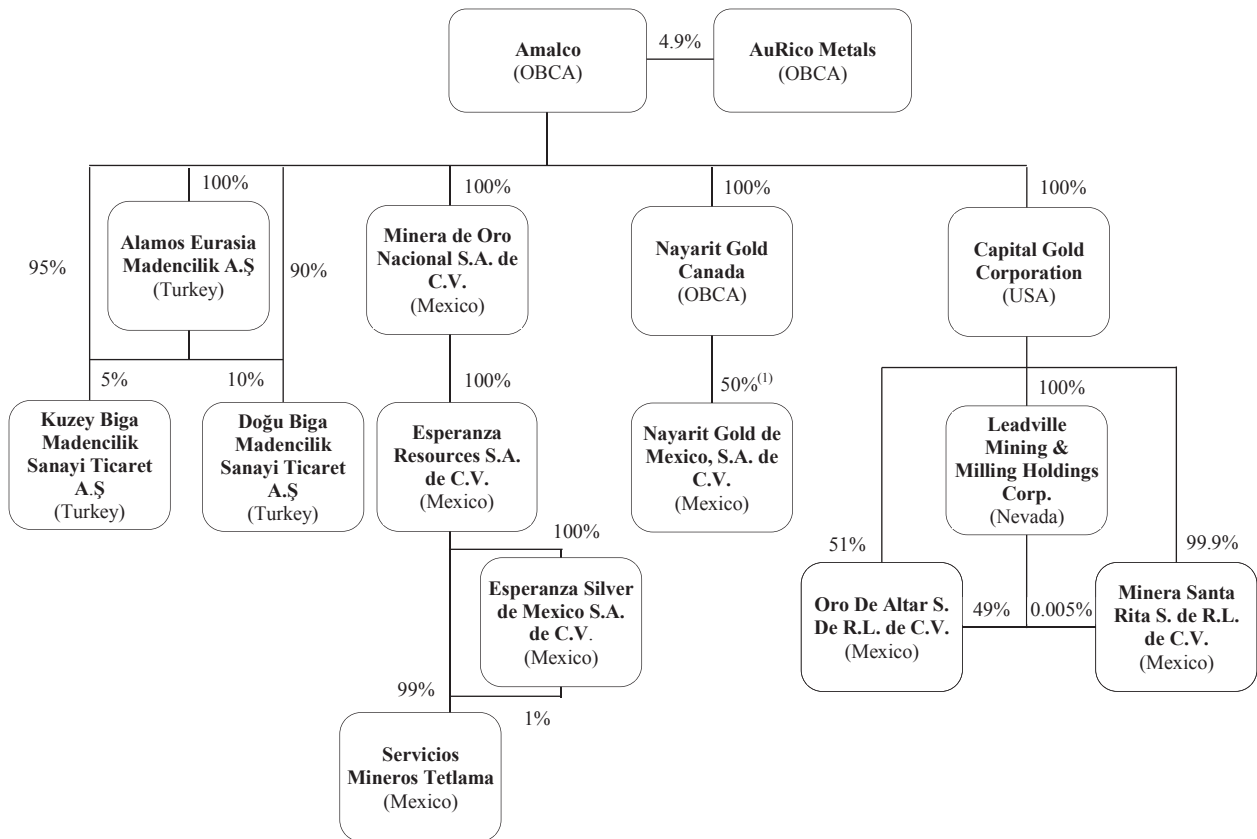 Amalco
(OBCA)
4.9%
AuRico Metals
(OBCA)
100%
100%
100%
100%
95%
Alamos Eurasia
Madencilik A.Ş
(Turkey)
90%
Minera de Oro
Nacional S.A. de
C.V.
(Mexico)
Nayarit Gold
Canada
(OBCA)
Capital Gold
Corporation
(USA)
5%
10%
100%
50%(1)
100%
Kuzey Biga
Madencilik
Sanayi Ticaret
A.Ş
(Turkey)
Doğu Biga
Madencilik
Sanayi Ticaret
A.Ş
(Turkey)
Esperanza
Resources S.A.
de C.V.
(Mexico)
Nayarit Gold de
Mexico, S.A. de
C.V.
(Mexico)
Leadville
Mining &
Milling Holdings
Corp.
(Nevada)
100%
51%
99.9%
Esperanza Silver
de Mexico S.A.
de C.V.
(Mexico)
Oro De Altar S.
De R.L. de C.V.
(Mexico)
49%
0.005%
Minera Santa
Rita S. de R.L.
de C.V.
(Mexico)
99%
1%
Servicios
Mineros Tetlama
(Mexico)